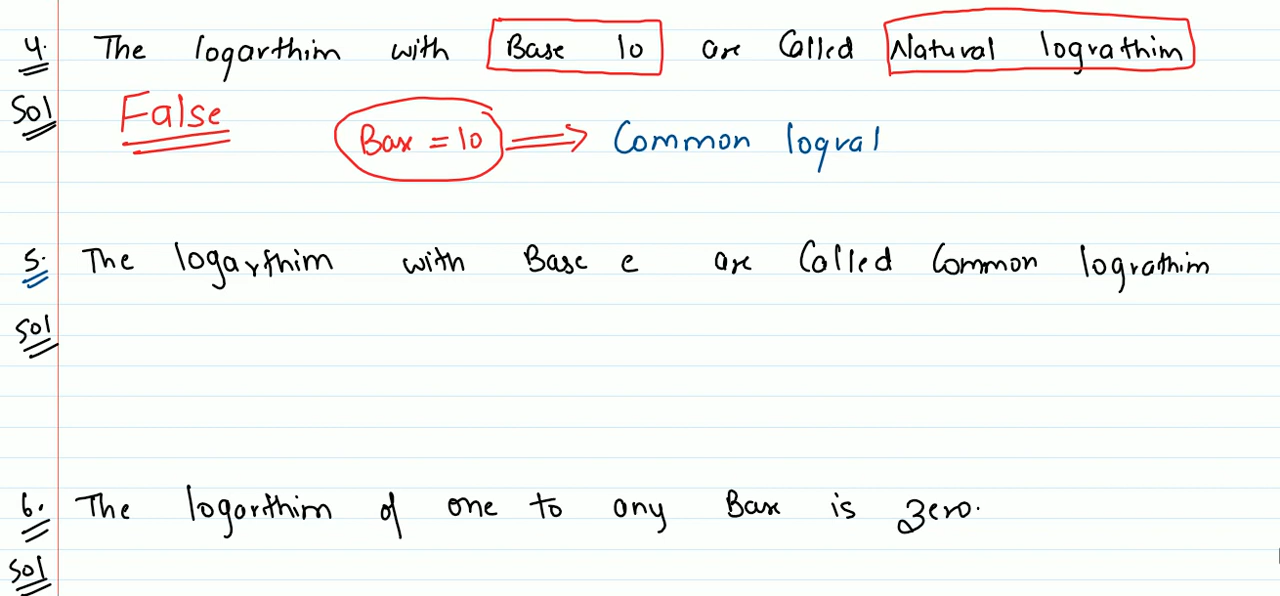 4. The logarthim with Base 10 are Called Natural lograthim
Sol False Base = 10 ⟹ Common logral
5. The logarthim with Base e are Called Common lograthim
Sol
6. The logorthim of one to any Base is zero.
Sol